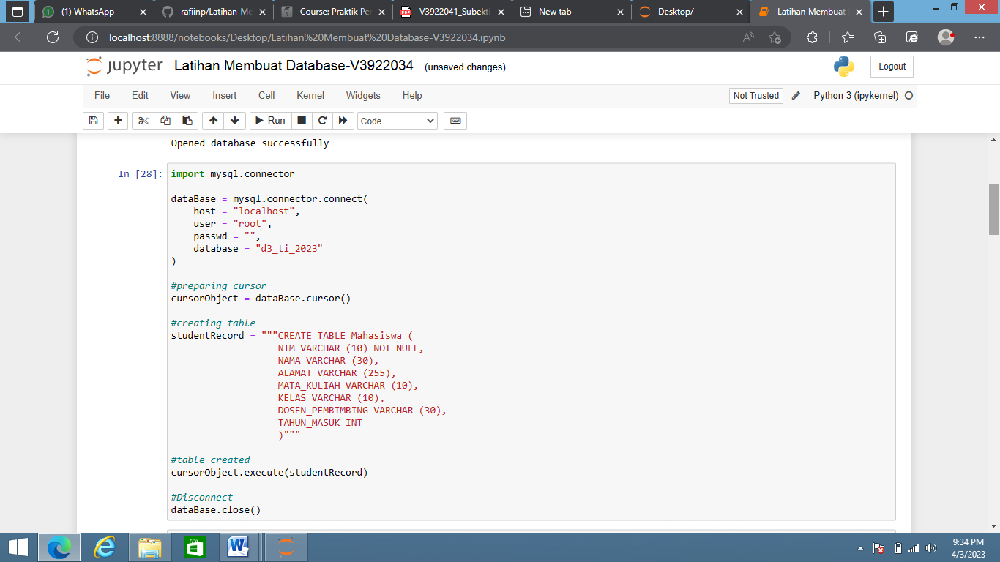 (1) WhatsApp
rafiinp/Latihan-Me
Course: Praktik Pe
V3922041_Subekti
New tab
Desktop/
Latihan Membuat
localhost:8888/notebooks/Desktop/Latihan%20Membuat%20Database-V3922034.ipynb
jupyter Latihan Membuat Database-V3922034 (unsaved changes)
Logout
File Edit View Insert Cell Kernel Widgets Help
Not Trusted
Python 3 (ipykernel)
Run
Code
Opened database successfully
In [28]: import mysql.connector
dataBase = mysql.connector.connect(
host = "localhost",
user = "root",
passwd = "",
database = "d3_ti_2023"
)
#preparing cursor
cursorObject = dataBase.cursor()
#creating table
studentRecord = """CREATE TABLE Mahasiswa (
NIM VARCHAR (10) NOT NULL,
NAMA VARCHAR (30),
ALAMAT VARCHAR (255),
MATA_KULIAH VARCHAR (10),
KELAS VARCHAR (10),
DOSEN_PEMBIMBING VARCHAR (30),
TAHUN_MASUK INT
)"""
#table created
cursorObject.execute(studentRecord)
#Disconnect
dataBase.close()
9:34 PM
4/3/2023